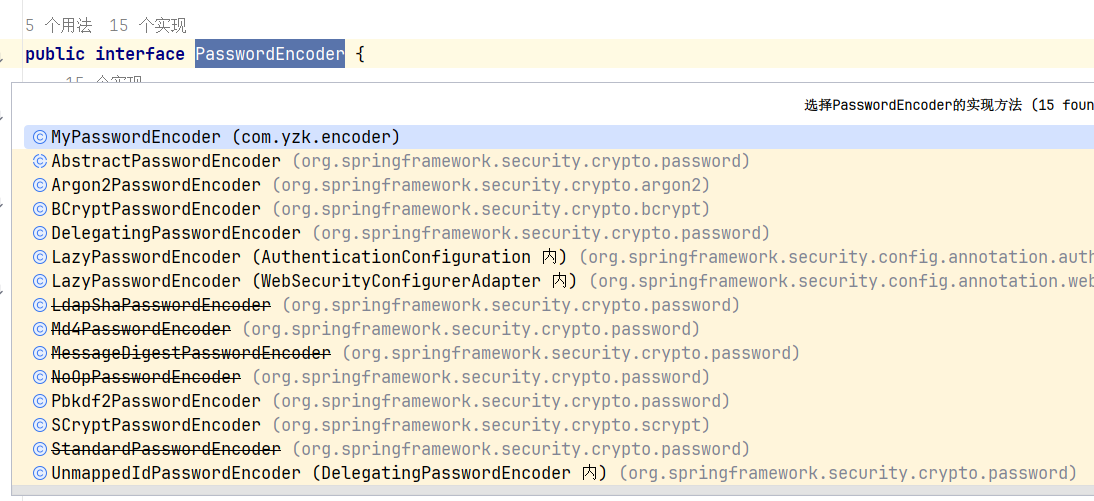 5 个用法 15 个实现
public interface PasswordEncoder {
15 个实现
选择PasswordEncoder的实现方法 (15 foun
MyPasswordEncoder (com.yzk.encoder)
AbstractPasswordEncoder (org.springframework.security.crypto.password)
Argon2PasswordEncoder (org.springframework.security.crypto.argon2)
BCryptPasswordEncoder (org.springframework.security.crypto.bcrypt)
DelegatingPasswordEncoder (org.springframework.security.crypto.password)
LazyPasswordEncoder (AuthenticationConfiguration 内) (org.springframework.security.config.annotation.auth
LazyPasswordEncoder (WebSecurityConfigurerAdapter 内) (org.springframework.security.config.annotation.web
LdapShaPasswordEncoder (org.springframework.security.crypto.password)
Md4PasswordEncoder (org.springframework.security.crypto.password)
MessageDigestPasswordEncoder (org.springframework.security.crypto.password)
NoOpPasswordEncoder (org.springframework.security.crypto.password)
Pbkdf2PasswordEncoder (org.springframework.security.crypto.password)
SCryptPasswordEncoder (org.springframework.security.crypto.scrypt)
StandardPasswordEncoder (org.springframework.security.crypto.password)
UnmappedIdPasswordEncoder (DelegatingPasswordEncoder 内) (org.springframework.security.crypto.password)